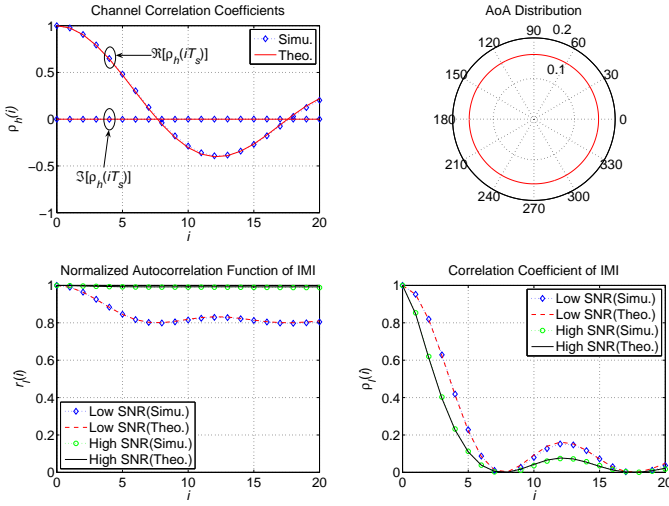 Channel Correlation Coefficients
1
0.5
0
−0.5
−1
0
5
10
15
20
i
ρh(i)
ℜ[ρh(iTs)]
ℑ[ρh(iTs)]
Simu.
Theo.
AoA Distribution
90
0.2
120
60
150
0.1
30
180
0
210
330
240
300
270
Normalized Autocorrelation Function of IMI
1
0.8
0.6
0.4
0.2
0
0
5
10
15
20
i
rI(i)
Low SNR(Simu.)
Low SNR(Theo.)
High SNR(Simu.)
High SNR(Theo.)
Correlation Coefficient of IMI
1
0.8
0.6
0.4
0.2
0
0
5
10
15
20
i
ρI(i)
Low SNR(Simu.)
Low SNR(Theo.)
High SNR(Simu.)
High SNR(Theo.)